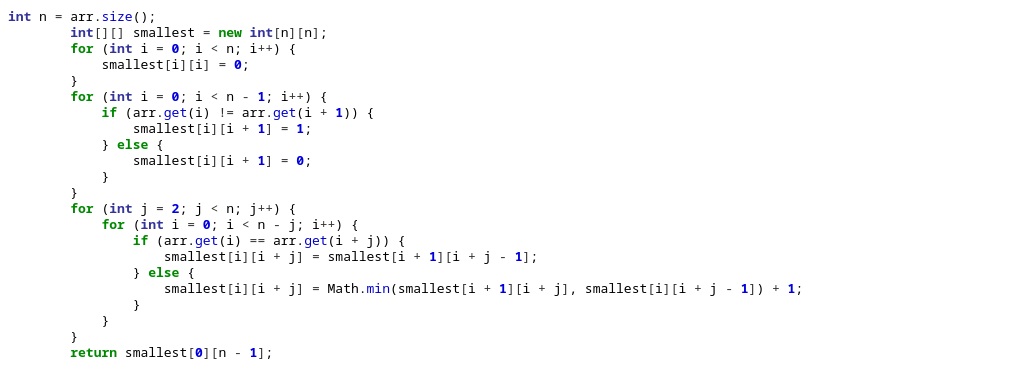 int n = arr.size();
        int[][] smallest = new int[n][n];
        for (int i = 0; i < n; i++) {
            smallest[i][i] = 0;
        }
        for (int i = 0; i < n - 1; i++) {
            if (arr.get(i) != arr.get(i + 1)) {
                smallest[i][i + 1] = 1;
            } else {
                smallest[i][i + 1] = 0;
            }
        }
        for (int j = 2; j < n; j++) {
            for (int i = 0; i < n - j; i++) {
                if (arr.get(i) == arr.get(i + j)) {
                    smallest[i][i + j] = smallest[i + 1][i + j - 1];
                } else {
                    smallest[i][i + j] = Math.min(smallest[i + 1][i + j], smallest[i][i + j - 1]) + 1;
                }
            }
        }
        return smallest[0][n - 1];